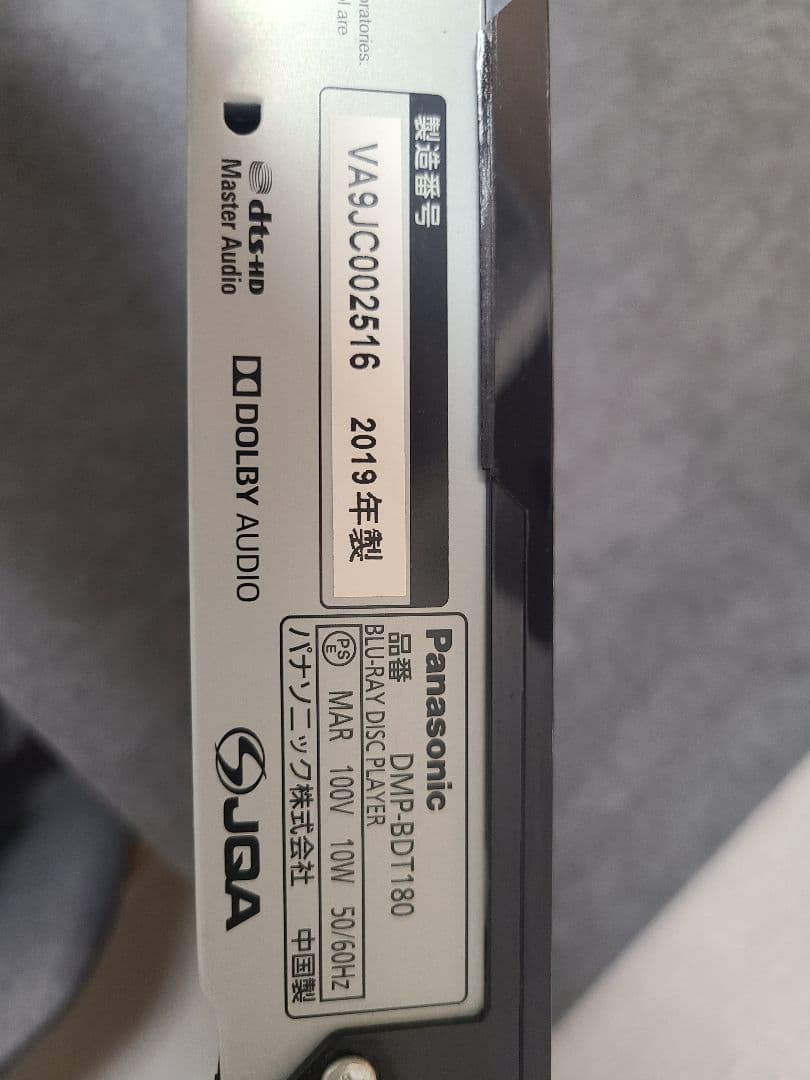 oratories.
l are
製造番号
VA9JC002516 2019年製
dts-HD
Master Audio
DOLBY AUDIO
Panasonic
品番 DMP-BDT180
BLU-RAY DISC PLAYER
PS
E
MAR 100V 10W 50/60Hz
パナソニック株式会社 中国製
JQA